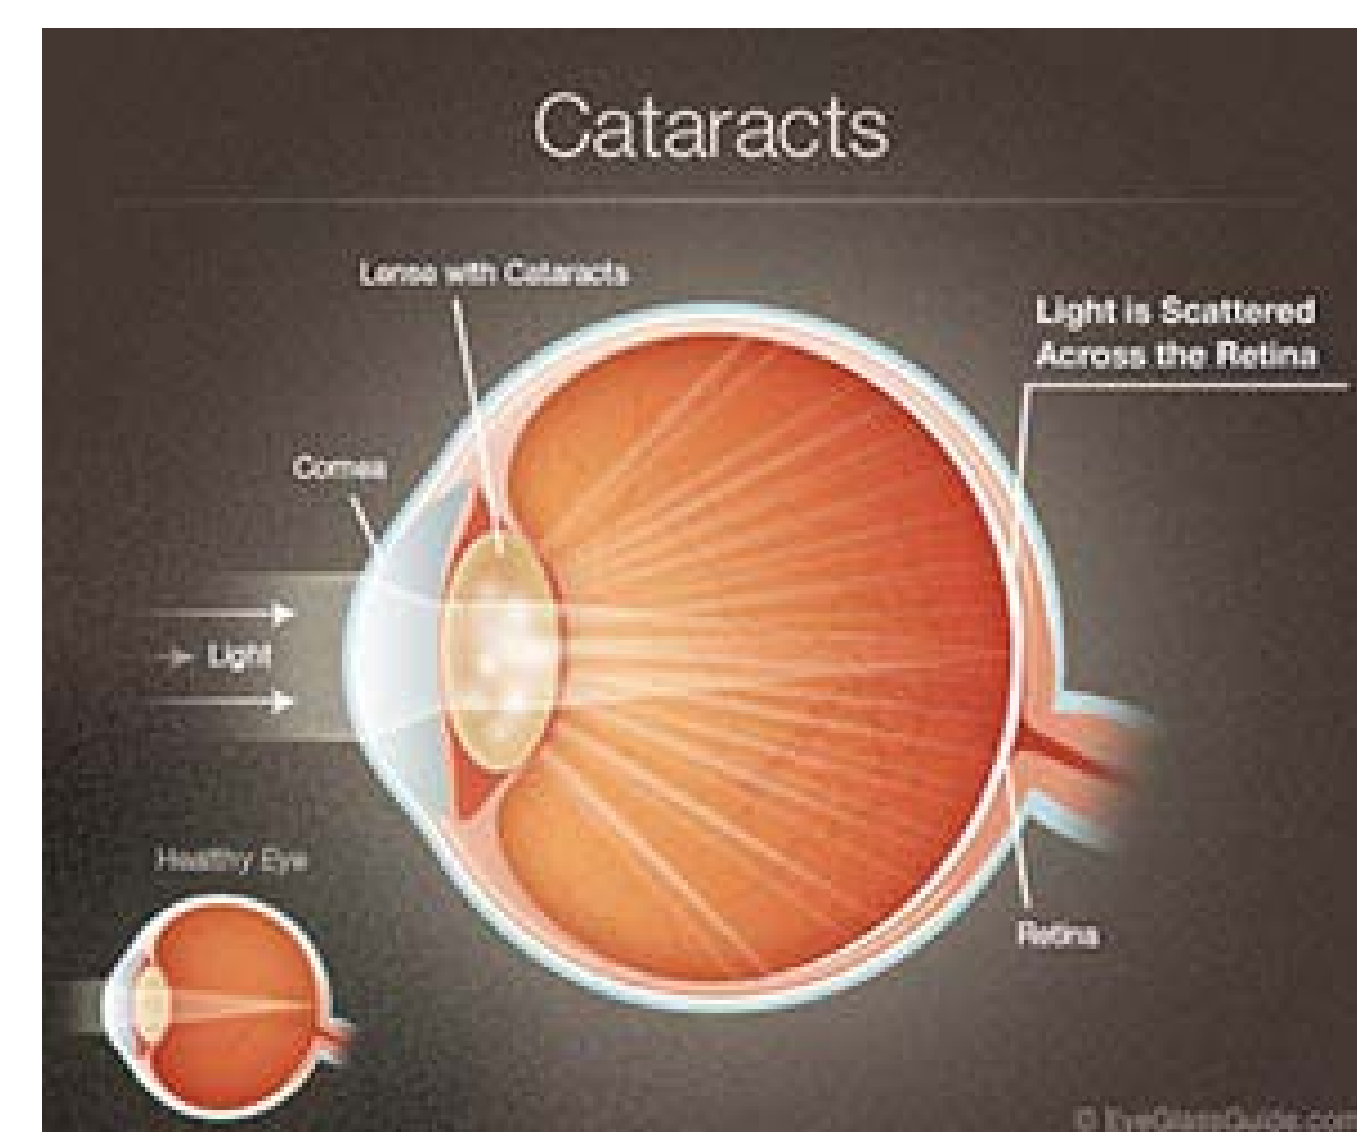 Cataracts
Lense with Cataracts
Light is Scattered
Across the Retina
Cornea
Light
Healthy Eye
Retina
© EyeGlassGuide.com